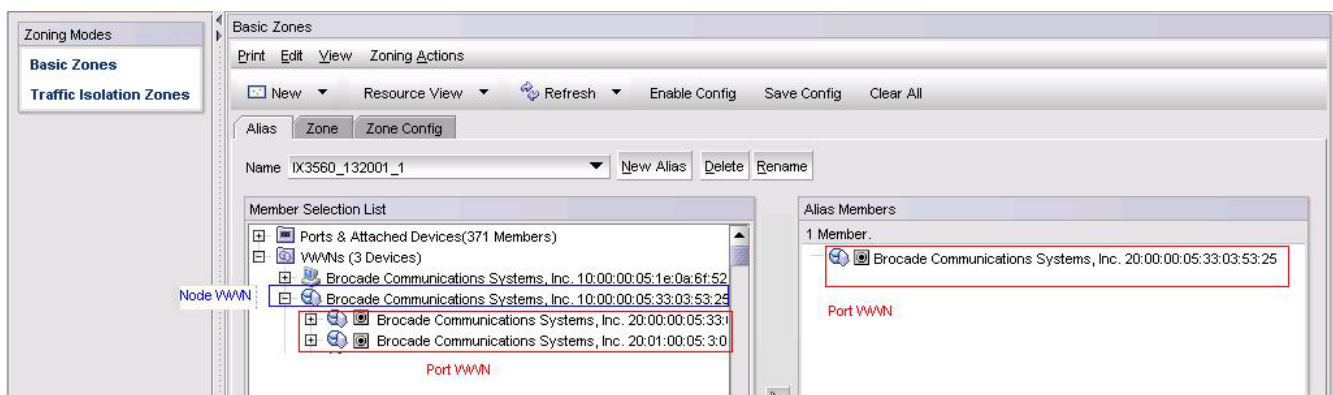 Zoning Modes
Basic Zones
Traffic Isolation Zones
Basic Zones
Print Edit View Zoning Actions
New Resource View Refresh Enable Config Save Config Clear All
Alias Zone Zone Config
Name IX3560_132001_1 New Alias Delete Rename
Member Selection List
Ports & Attached Devices(371 Members)
WWNs (3 Devices)
Brocade Communications Systems, Inc. 10:00:00:05:1e:0a:6f:52
Node WWN
Brocade Communications Systems, Inc. 10:00:00:05:33:03:53:25
Brocade Communications Systems, Inc. 20:00:00:05:33:
Brocade Communications Systems, Inc. 20:01:00:05:3:0
Port WWN
Alias Members
1 Member.
Brocade Communications Systems, Inc. 20:00:00:05:33:03:53:25
Port WWN